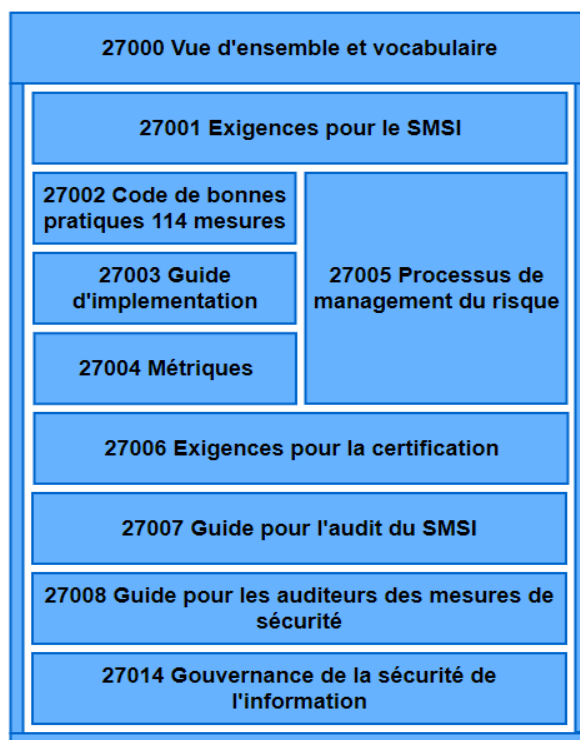 27000 Vue d'ensemble et vocabulaire
27001 Exigences pour le SMSI
27002 Code de bonnes
pratiques 114 mesures
27003 Guide
d'implementation
27004 Métriques
27005 Processus de
management du risque
27006 Exigences pour la certification
27007 Guide pour l'audit du SMSI
27008 Guide pour les auditeurs des mesures de
sécurité
27014 Gouvernance de la sécurité de
l'information